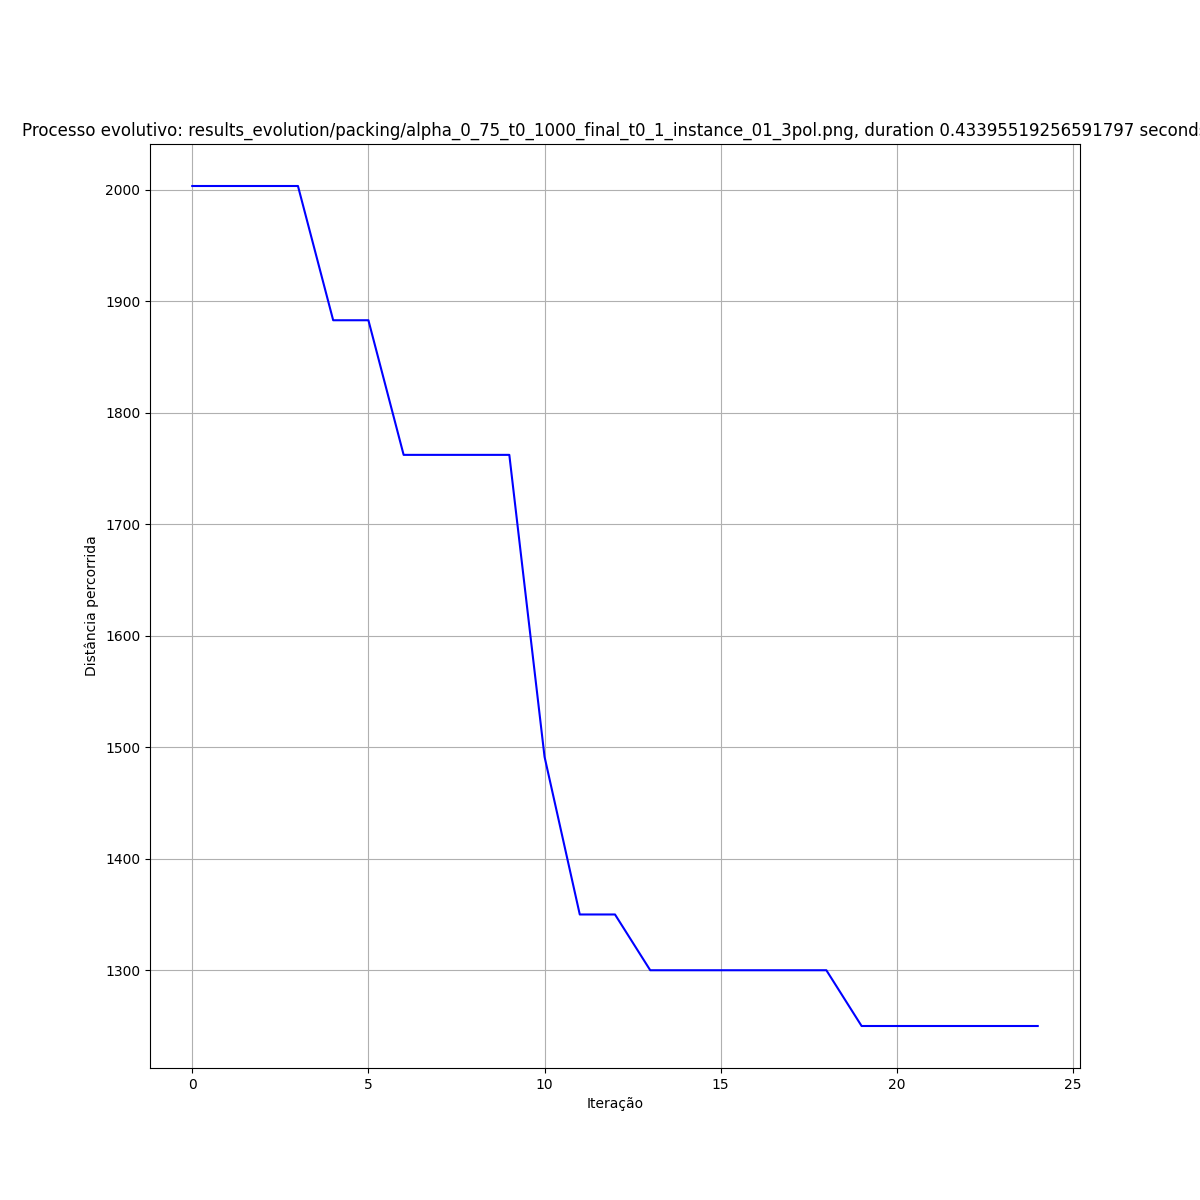 Processo evolutivo: results_evolution/packing/alpha_0_75_t0_1000_final_t0_1_instance_01_3pol.png, duration 0.43395519256591797 second
2000
1900
1800
1700
1600
1500
1400
1300
Distância percorrida
0 5 10 15 20 25
Iteração